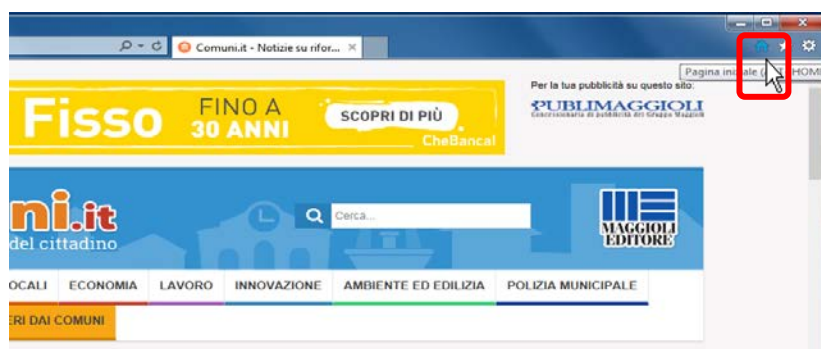 Comuni.it - Notizie su rifor...
Pagina iniziale (ALT+HOME
Per la tua pubblicità su questo sito:
PUBLIMAGGIOLI
Concessionaria di pubblicità del Gruppo Maggioli
Fisso
FINO A
30 ANNI
SCOPRI DI PIÙ
CheBanca!
ni.it
del cittadino
Cerca...
MAGGIOLI
EDITORE
OCALI ECONOMIA LAVORO INNOVAZIONE AMBIENTE ED EDILIZIA POLIZIA MUNICIPALE
ERI DAI COMUNI